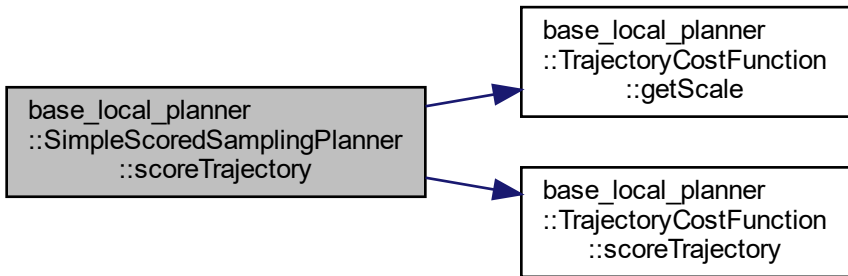 base_local_planner
::SimpleScoredSamplingPlanner
::scoreTrajectory
base_local_planner
::TrajectoryCostFunction
::getScale
base_local_planner
::TrajectoryCostFunction
::scoreTrajectory